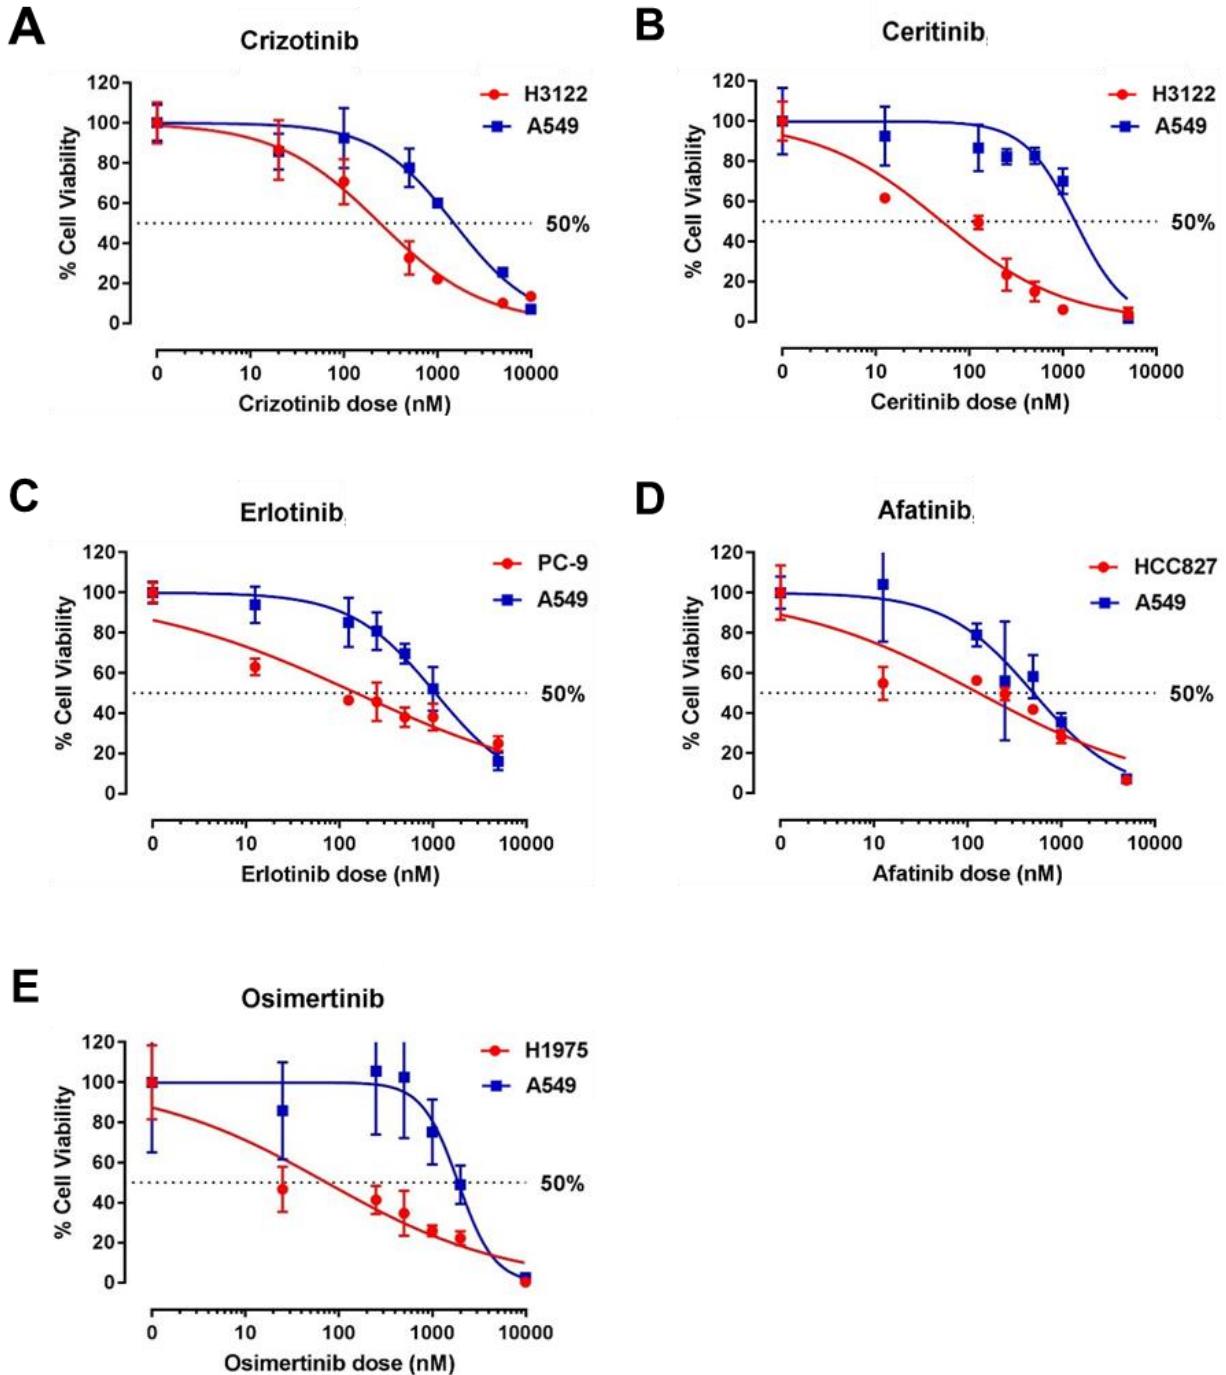 A
Crizotinib
H3122
A549
120
100
80
60
40
20
0
% Cell Viability
50%
0 10 100 1000 10000
Crizotinib dose (nM)
B
Ceritinib
H3122
A549
120
100
80
60
40
20
0
% Cell Viability
50%
0 10 100 1000 10000
Ceritinib dose (nM)
C
Erlotinib
PC-9
A549
120
100
80
60
40
20
0
% Cell Viability
50%
0 10 100 1000 10000
Erlotinib dose (nM)
D
Afatinib
HCC827
A549
120
100
80
60
40
20
0
% Cell Viability
50%
0 10 100 1000 10000
Afatinib dose (nM)
E
Osimertinib
H1975
A549
120
100
80
60
40
20
0
% Cell Viability
50%
0 10 100 1000 10000
Osimertinib dose (nM)